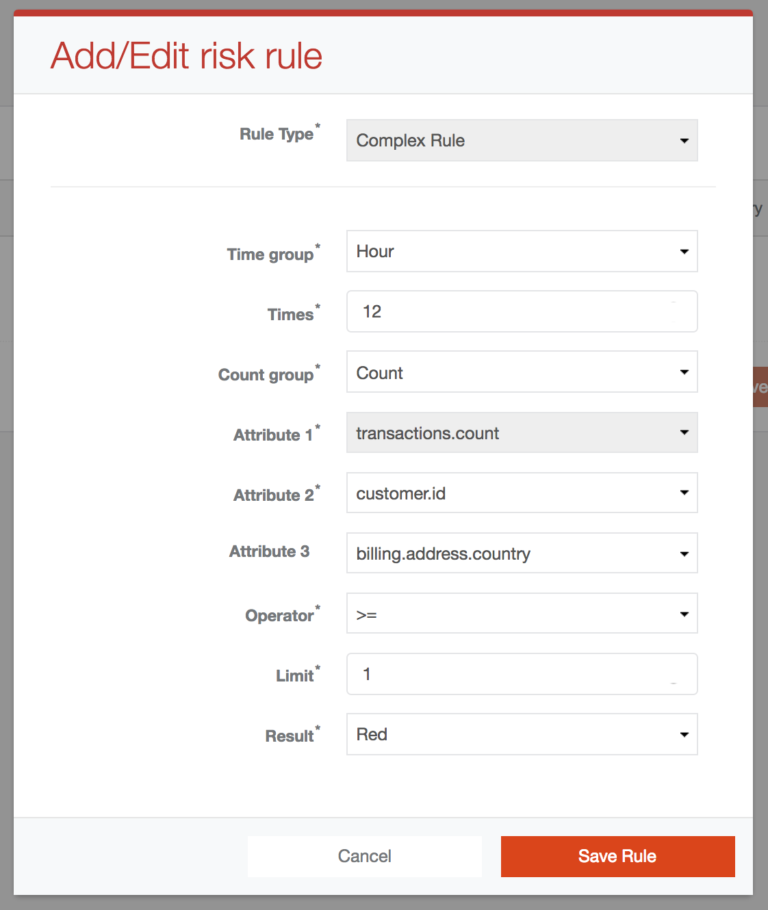 Add/Edit risk rule
Rule Type* Complex Rule
Time group* Hour
Times* 12
Count group* Count
Attribute 1* transactions.count
Attribute 2* customer.id
Attribute 3 billing.address.country
Operator* >=
Limit* 1
Result* Red
Cancel Save Rule